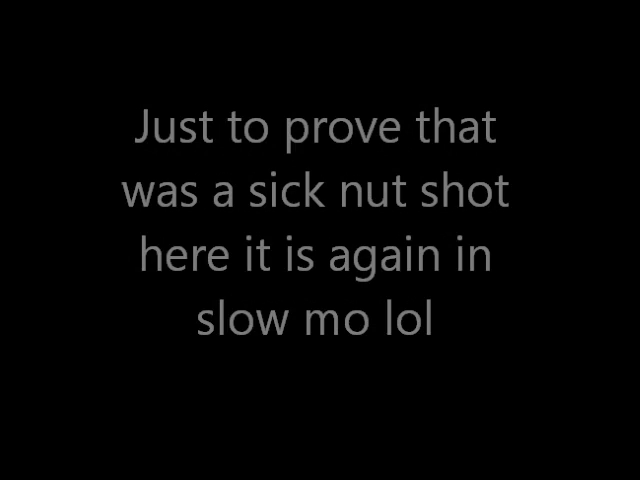 Just to prove that
was a sick nut shot
here it is again in
slow mo lol